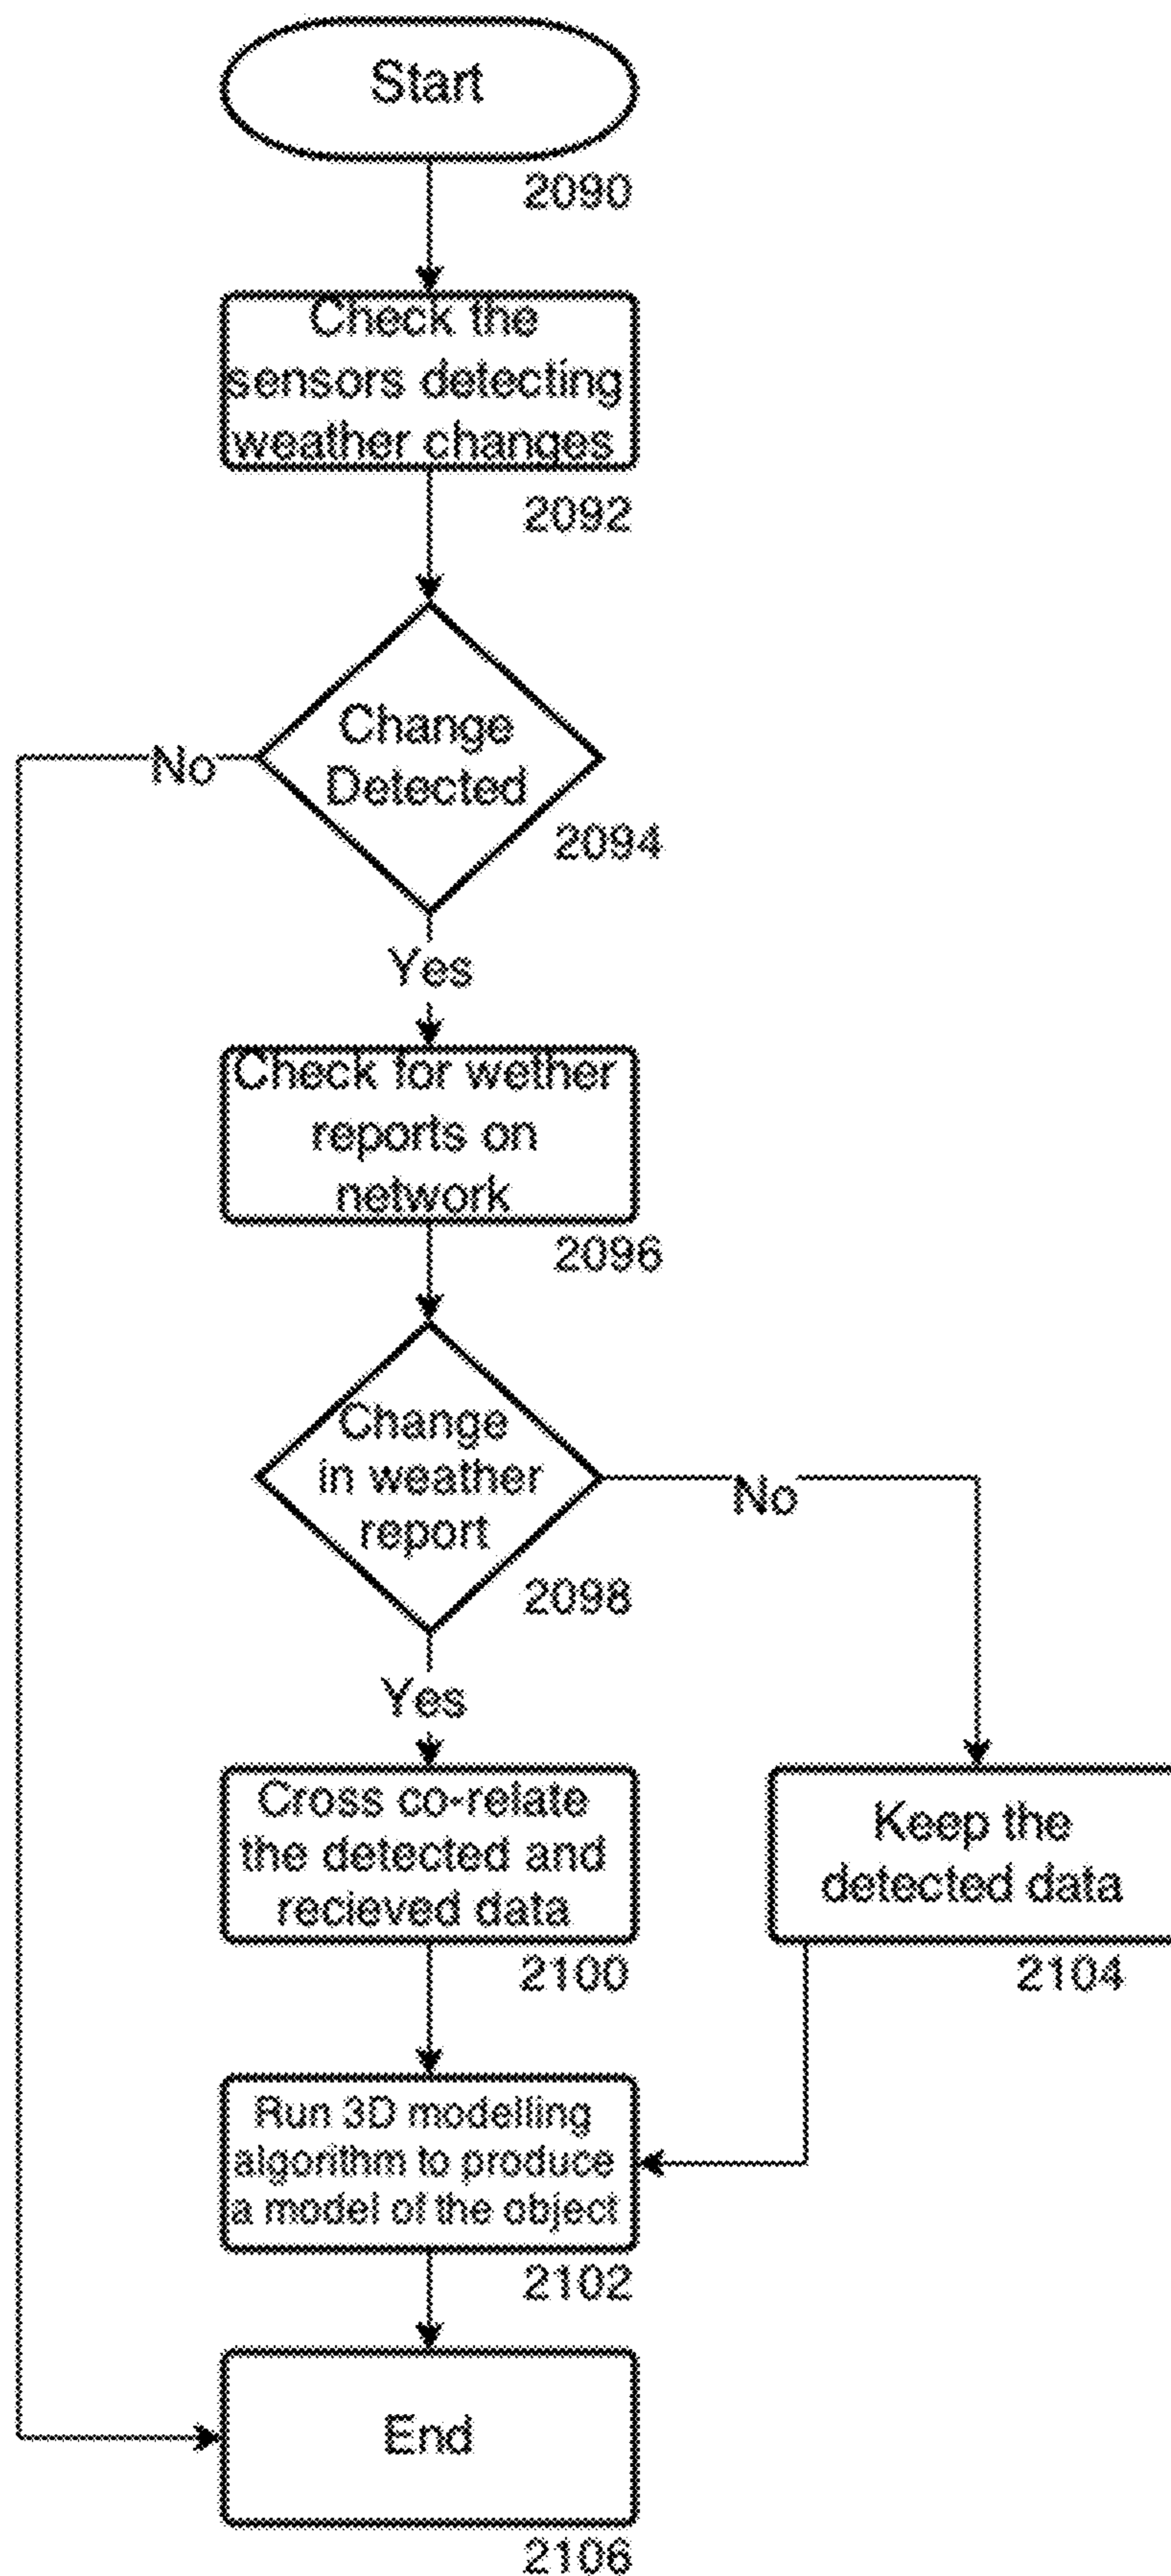 Start
2090
Check the
sensors detecting
weather changes
2092
Change
Detected
2094
No
Yes
Check for wether
reports on
network
2096
Change
in weather
report
2098
No
Yes
Cross co-relate
the detected and
recieved data
2100
Keep the
detected data
2104
Run 3D modelling
algorithm to produce
a model of the object
2102
End
2106